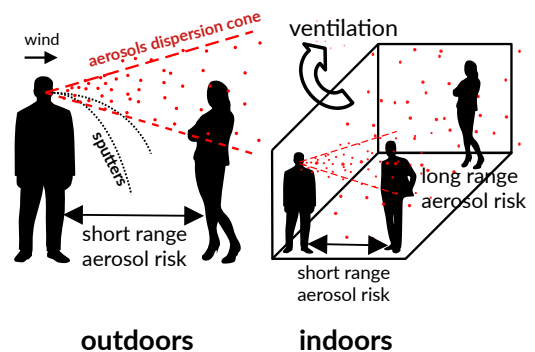 wind
aerosols dispersion cone
sputters
short range
aerosol risk
outdoors
ventilation
long range
aerosol risk
short range
aerosol risk
indoors